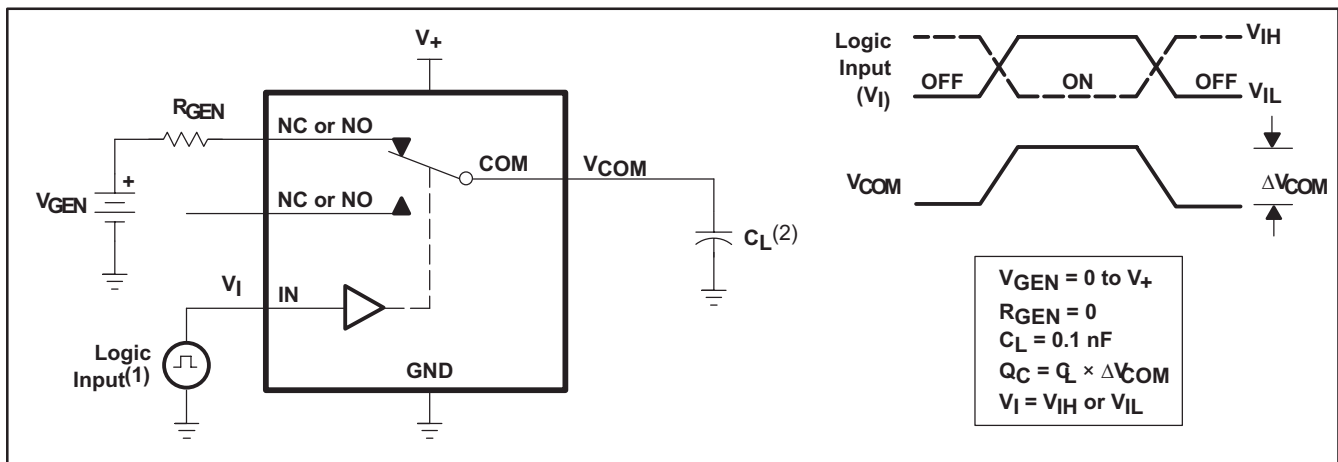 V+
RGEN
NC or NO
COM
VCOM
+
VGEN
NC or NO
CL(2)
VI
IN
Logic
Input(1)
GND
Logic
Input
(VI)
VIH
OFF
ON
OFF
VIL
VCOM
ΔVCOM
VGEN = 0 to V+
RGEN = 0
CL = 0.1 nF
QC = CL × ΔVCOM
VI = VIH or VIL